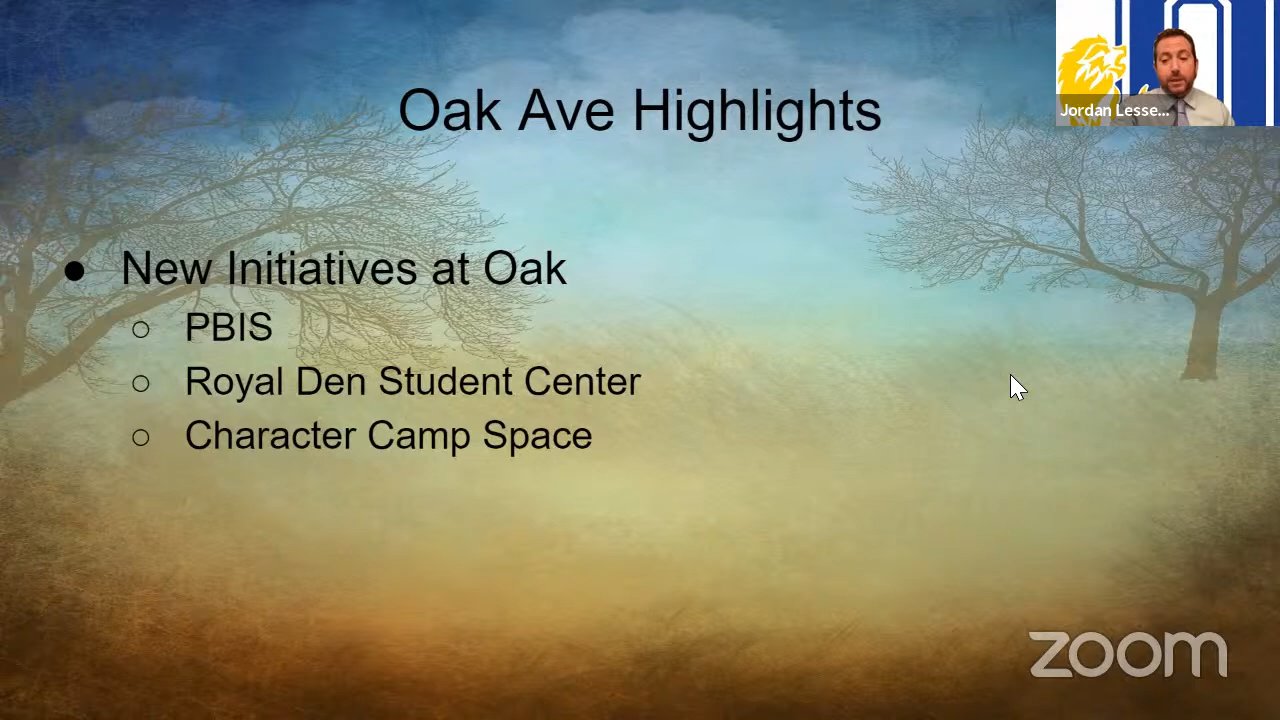 Oak Ave Highlights
Jordan Lesse...
● New Initiatives at Oak
○ PBIS
○ Royal Den Student Center
○ Character Camp Space
zoom